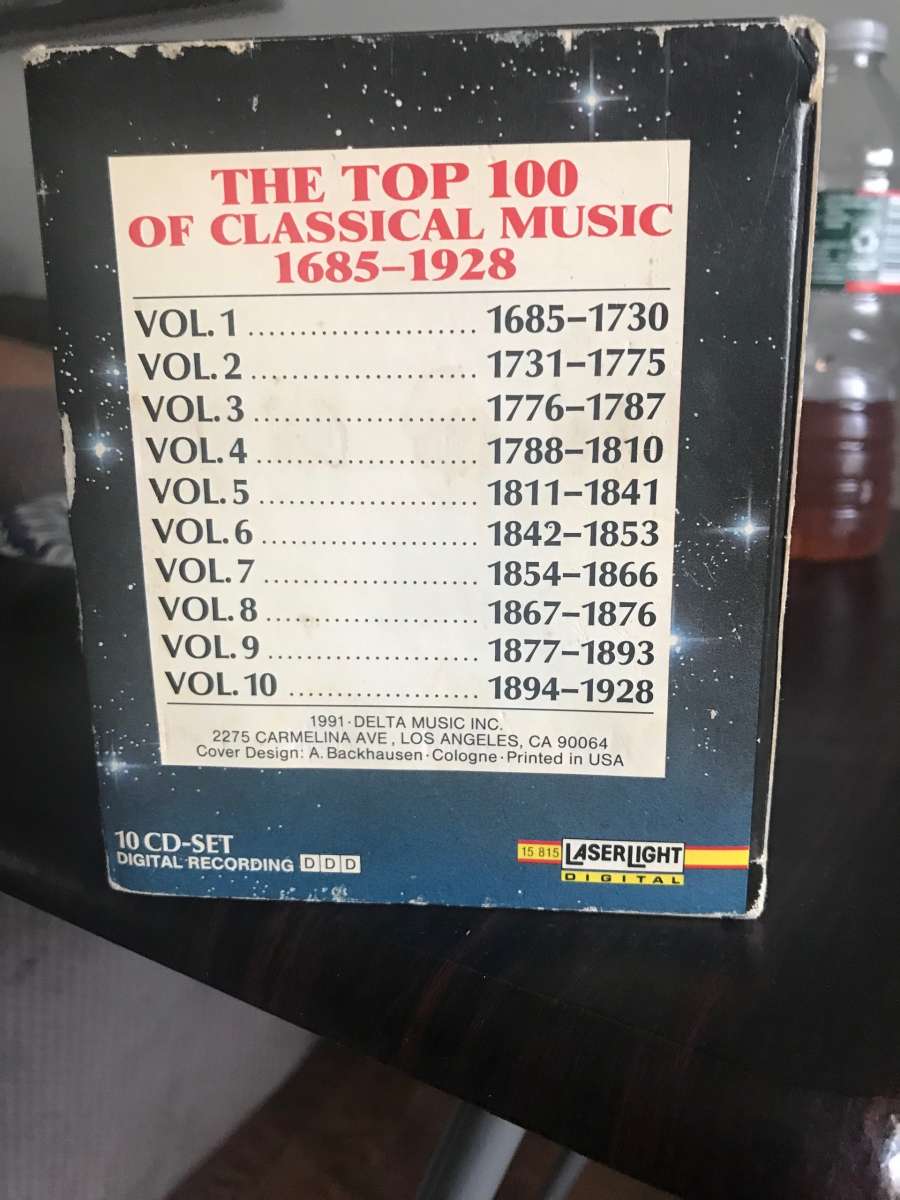 THE TOP 100
OF CLASSICAL MUSIC
1685–1928
VOL. 1 ........................ 1685–1730
VOL. 2 ........................ 1731–1775
VOL. 3 ........................ 1776–1787
VOL. 4 ........................ 1788–1810
VOL. 5 ........................ 1811–1841
VOL. 6 ........................ 1842–1853
VOL. 7 ........................ 1854–1866
VOL. 8 ........................ 1867–1876
VOL. 9 ........................ 1877–1893
VOL. 10 ..................... 1894–1928
1991·DELTA MUSIC INC.
2275 CARMELINA AVE, LOS ANGELES, CA 90064
Cover Design: A. Backhausen·Cologne·Printed in USA
10 CD-SET
DIGITAL RECORDING DDD
15 815 LASERLIGHT
DIGITAL